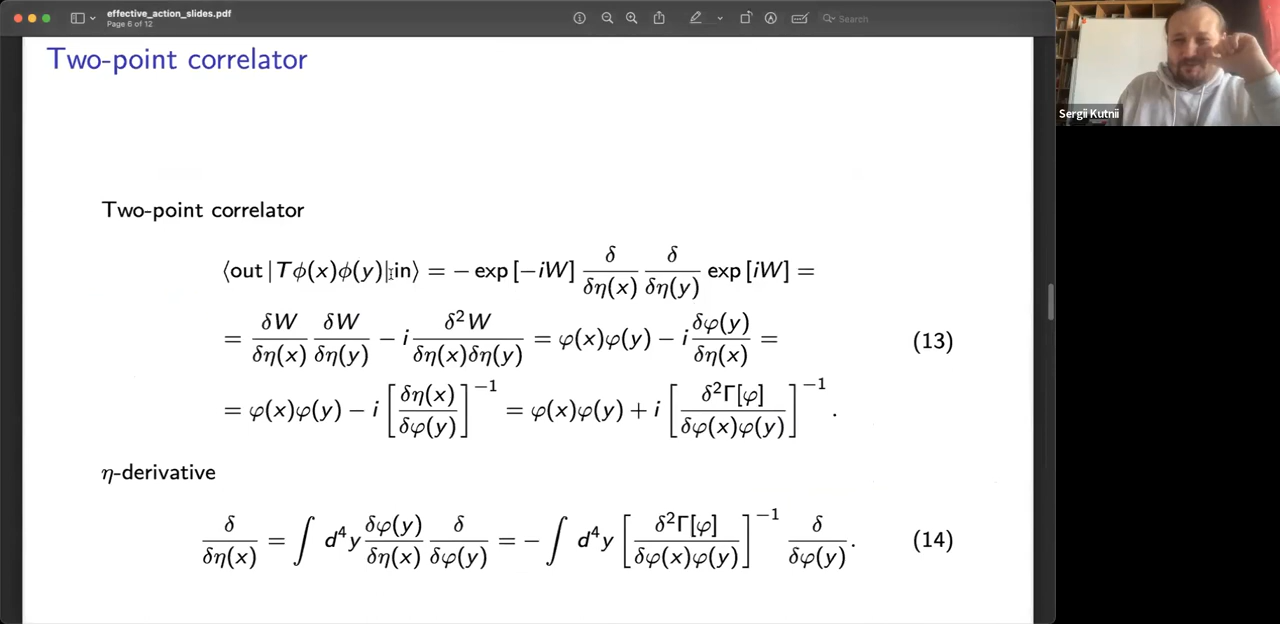 effective_action_slides.pdf
Page 6 of 12
Search
Two-point correlator
Sergii Kutnii
Two-point correlator
⟨out | Tϕ(x)ϕ(y)|in⟩ = − exp [−iW] δ/δη(x) δ/δη(y) exp [iW] =
= δW/δη(x) δW/δη(y) − i δ²W/δη(x)δη(y) = φ(x)φ(y) − i δφ(y)/δη(x) = (13)
= φ(x)φ(y) − i [δη(x)/δφ(y)]⁻¹ = φ(x)φ(y) + i [δ²Γ[φ]/δφ(x)φ(y)]⁻¹ .
η-derivative
δ/δη(x) = ∫ d⁴y δφ(y)/δη(x) δ/δφ(y) = − ∫ d⁴y [δ²Γ[φ]/δφ(x)φ(y)]⁻¹ δ/δφ(y) . (14)